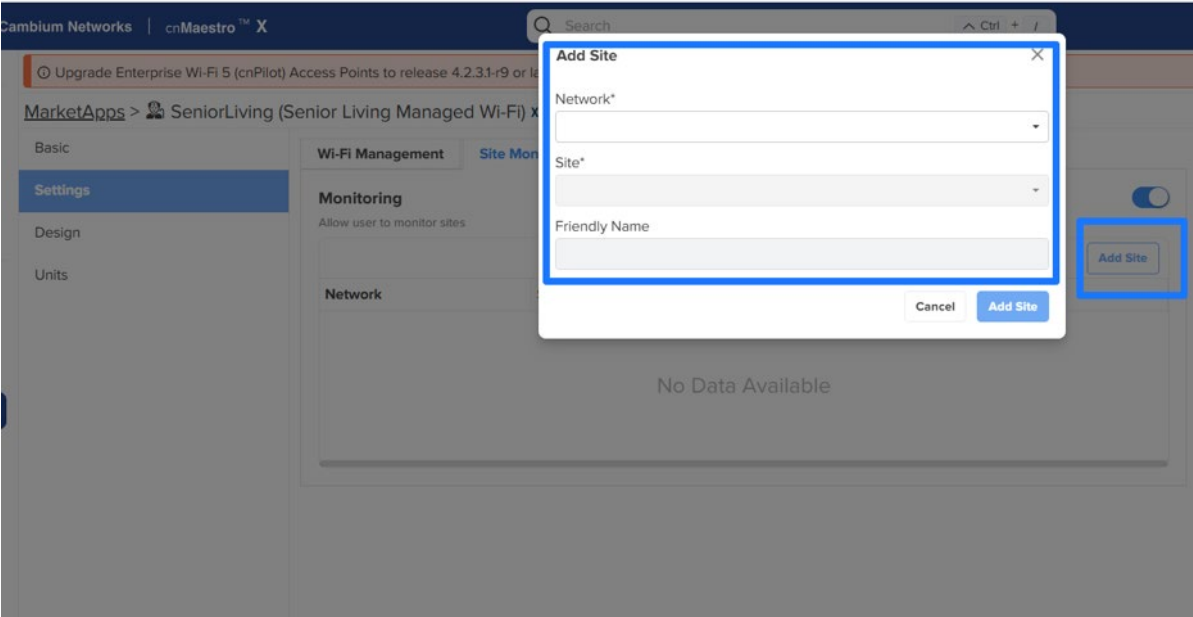 Cambium Networks | cnMaestro™ X
Search
Ctrl + /
Upgrade Enterprise Wi-Fi 5 (cnPilot) Access Points to release 4.2.3.1-r9 or
MarketApps > SeniorLiving (Senior Living Managed Wi-Fi)
Basic
Settings
Design
Units
Wi-Fi Management
Site Mon
Monitoring
Allow user to monitor sites
Add Site
Network
No Data Available
Add Site
Network*
Site*
Friendly Name
Cancel
Add Site